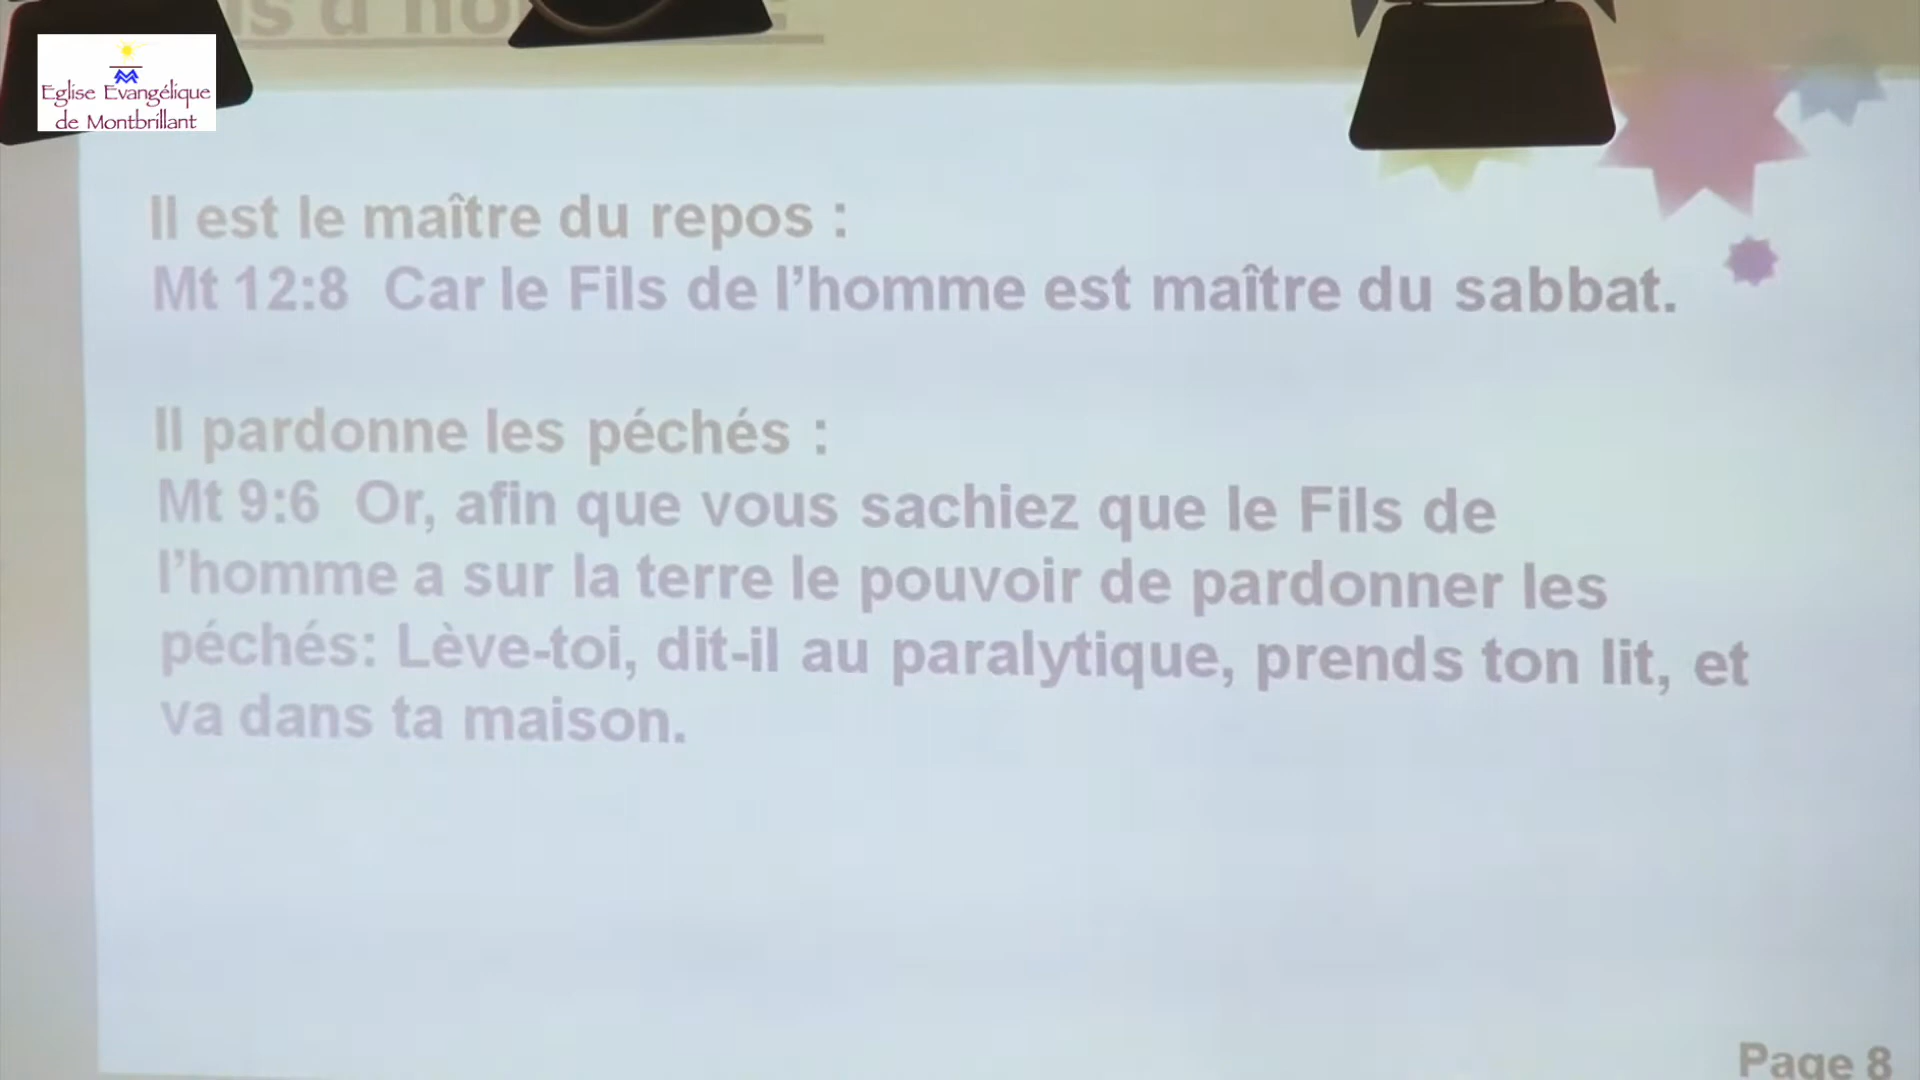 Eglise Evangélique
de Montbrillant
Il est le maître du repos :
Mt 12:8 Car le Fils de l’homme est maître du sabbat.
Il pardonne les péchés :
Mt 9:6 Or, afin que vous sachiez que le Fils de
l’homme a sur la terre le pouvoir de pardonner les
péchés: Lève-toi, dit-il au paralytique, prends ton lit, et
va dans ta maison.
Page 8